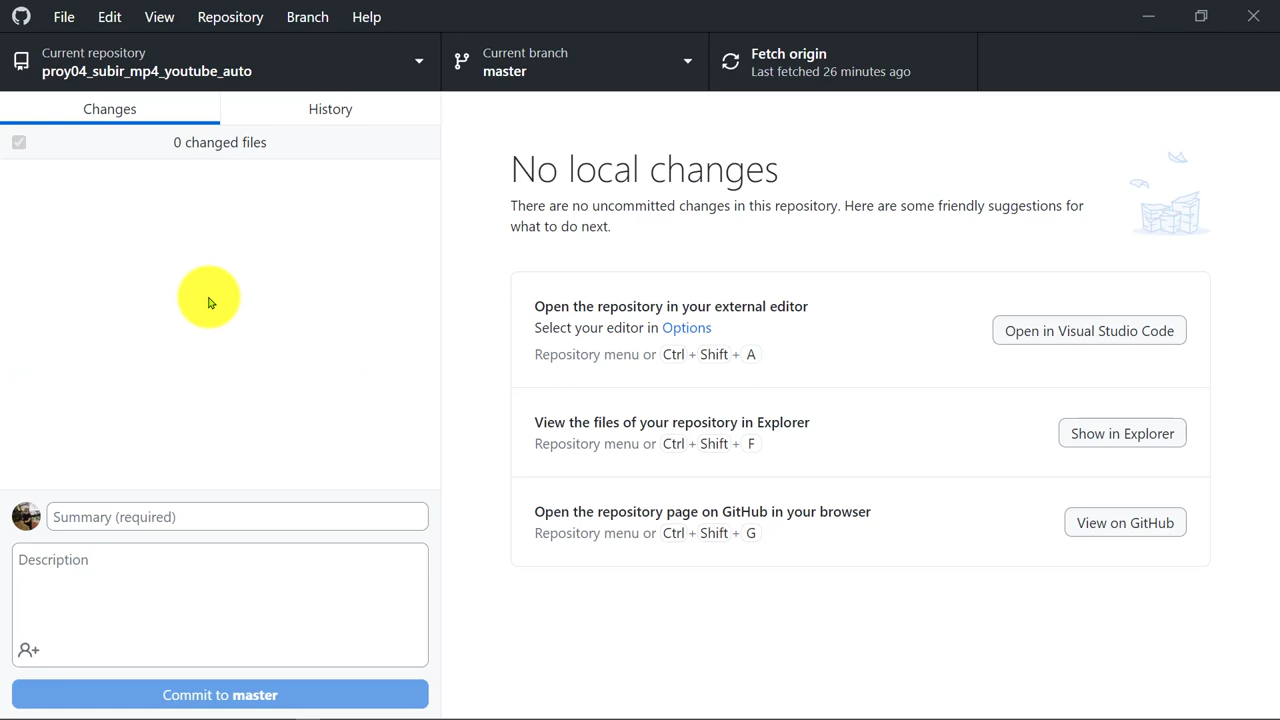 File Edit View Repository Branch Help
Current repository
proy04_subir_mp4_youtube_auto
Current branch
master
Fetch origin
Last fetched 26 minutes ago
Changes
History
0 changed files
No local changes
There are no uncommitted changes in this repository. Here are some friendly suggestions for
what to do next.
Open the repository in your external editor
Select your editor in Options
Repository menu or Ctrl + Shift + A
Open in Visual Studio Code
View the files of your repository in Explorer
Repository menu or Ctrl + Shift + F
Show in Explorer
Open the repository page on GitHub in your browser
Repository menu or Ctrl + Shift + G
View on GitHub
Summary (required)
Description
Commit to master